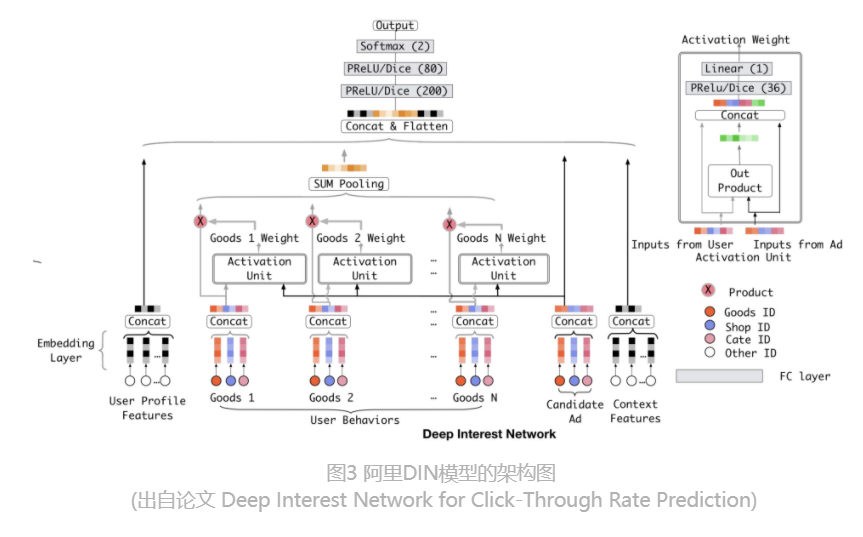 Output
Softmax (2)
PReLU/Dice (80)
PReLU/Dice (200)
Concat & Flatten
SUM Pooling
X
X
X
Goods 1 Weight
Goods 2 Weight
Goods N Weight
...
Activation
Unit
Activation
Unit
...
Activation
Unit
...
Concat
Concat
Concat
...
Concat
Concat
Concat
Embedding
Layer
...
...
...
...
...
User Profile
Features
Goods 1
Goods 2
...
Goods N
User Behaviors
Candidate
Ad
Context
Features
Deep Interest Network
Activation Weight
Linear (1)
PRelu/Dice (36)
Concat
Out
Product
Inputs from User
Inputs from Ad
Activation Unit
X Product
Goods ID
Shop ID
Cate ID
Other ID
FC layer
图3 阿里DIN模型的架构图
(出自论文 Deep Interest Network for Click-Through Rate Prediction)